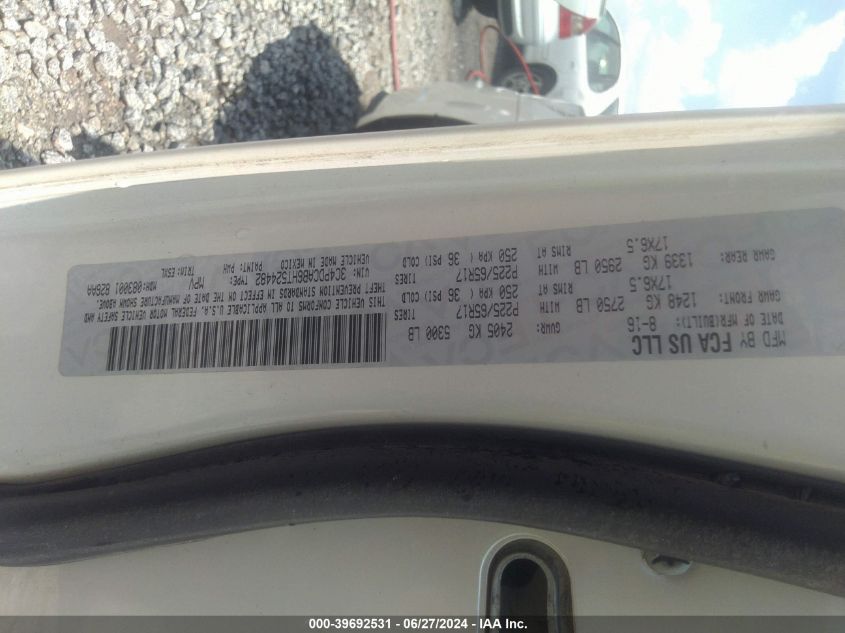 MFD BY FCA US LLC
DATE OF MFR(BUILT): 8-16 GVWR: 2405 KG 5300 LB
GAWR FRONT: 1248 KG 2750 LB WITH P225/65R17 TIRES
17X6.5 RIMS AT 250 KPA ( 36 PSI) COLD
GAWR REAR: 1339 KG 2950 LB WITH P225/65R17 TIRES
17X6.5 RIMS AT 250 KPA ( 36 PSI) COLD
THIS VEHICLE CONFORMS TO ALL APPLICABLE U.S.A. FEDERAL MOTOR VEHICLE SAFETY AND
THEFT PREVENTION STANDARDS IN EFFECT ON THE DATE OF MANUFACTURE SHOWN ABOVE.
VIN: 3C4PDCAB6HT524492 TYPE: MPV MDH:083001 826AA
VEHICLE MADE IN MEXICO PAINT: PWH TRIM: E5XL
000-39692531 - 06/27/2024 - IAA Inc.